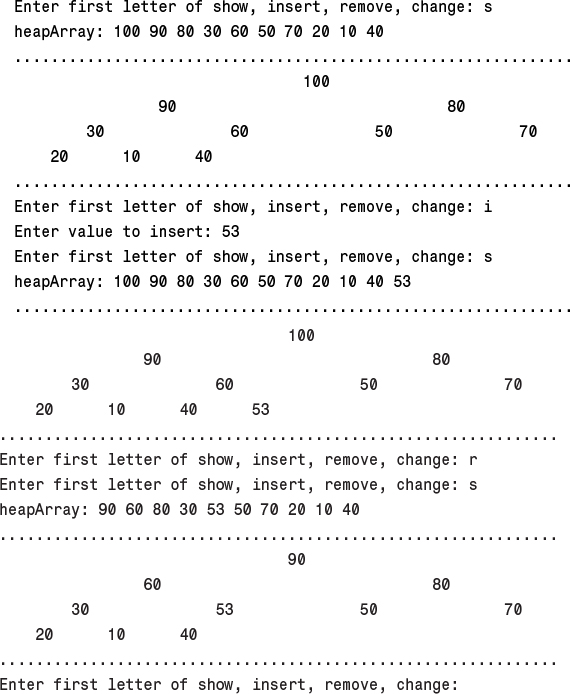 Enter first letter of show, insert, remove, change: s
heapArray: 100 90 80 30 60 50 70 20 10 40
..............................................................
100
90 80
30 60 50 70
20 10 40
..............................................................
Enter first letter of show, insert, remove, change: i
Enter value to insert: 53
Enter first letter of show, insert, remove, change: s
heapArray: 100 90 80 30 60 50 70 20 10 40 53
..............................................................
100
90 80
30 60 50 70
20 10 40 53
..............................................................
Enter first letter of show, insert, remove, change: r
Enter first letter of show, insert, remove, change: s
heapArray: 90 60 80 30 53 50 70 20 10 40
..............................................................
90
60 80
30 53 50 70
20 10 40
..............................................................
Enter first letter of show, insert, remove, change: